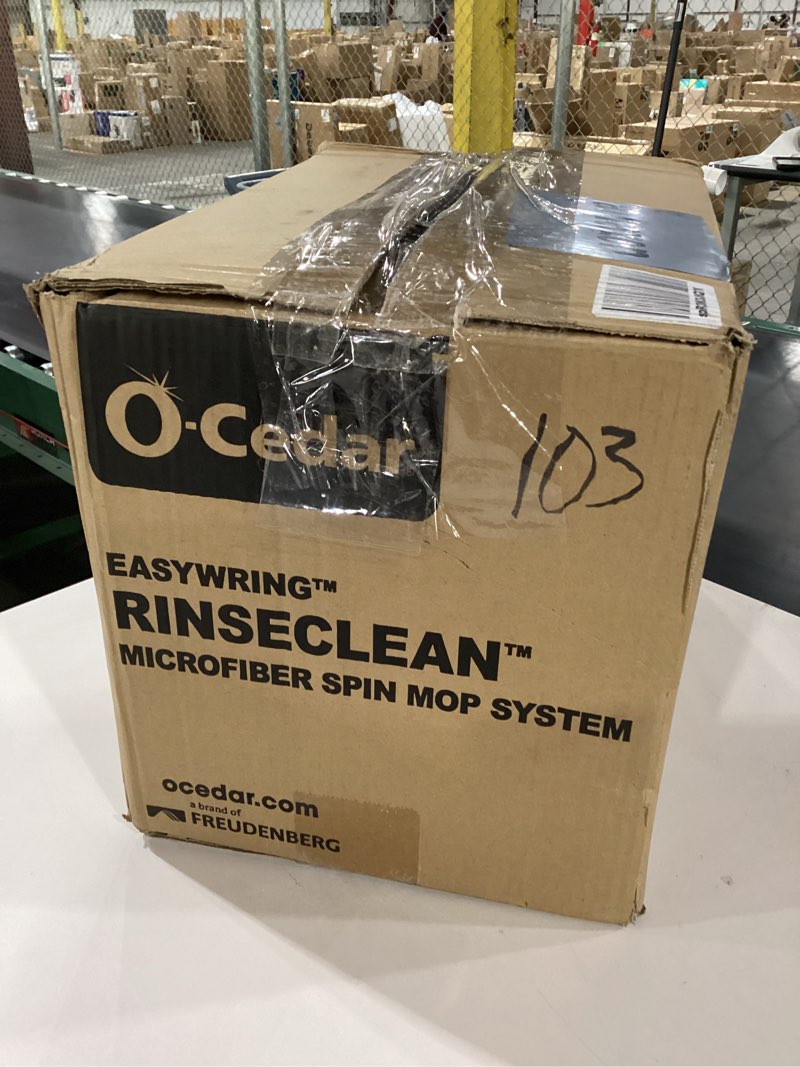 O-Cedar
103
EASYWRING™
RINSECLEAN™
MICROFIBER SPIN MOP SYSTEM
ocedar.com
a brand of
FREUDENBERG